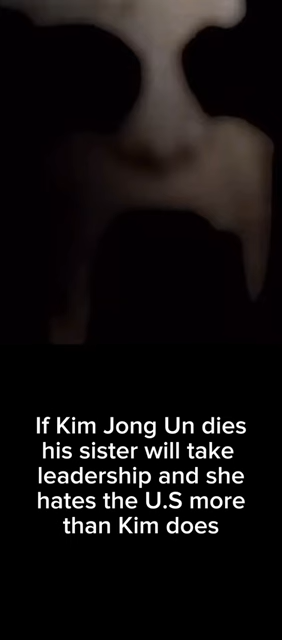 If Kim Jong Un dies
his sister will take
leadership and she
hates the U.S more
than Kim does